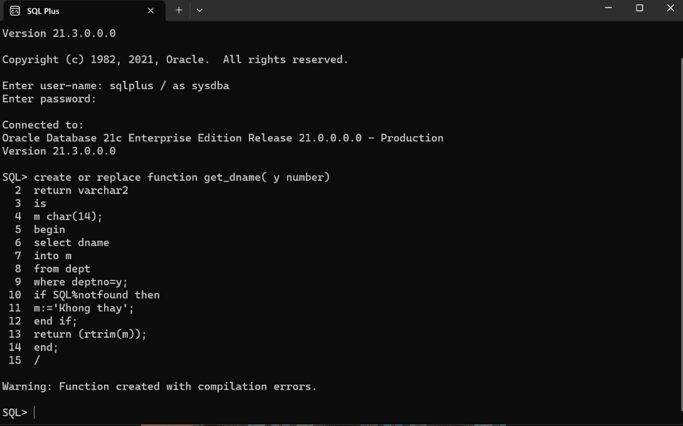 SQL Plus
Version 21.3.0.0.0
Copyright (c) 1982, 2021, Oracle.  All rights reserved.
Enter user-name: sqlplus / as sysdba
Enter password:
Connected to:
Oracle Database 21c Enterprise Edition Release 21.0.0.0.0 - Production
Version 21.3.0.0.0
SQL> create or replace function get_dname( y number)
  2  return varchar2
  3  is
  4  m char(14);
  5  begin
  6  select dname
  7  into m
  8  from dept
  9  where deptno=y;
 10  if SQL%notfound then
 11  m:='Khong thay';
 12  end if;
 13  return (rtrim(m));
 14  end;
 15  /
Warning: Function created with compilation errors.
SQL>